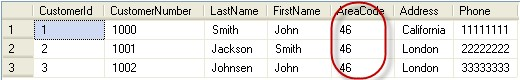 CustomerId CustomerNumber LastName FirstName AreaCode Address Phone
1 1 1000 Smith John 46 California 11111111
2 2 1001 Jackson Smith 46 London 22222222
3 3 1002 Johnsen John 46 London 33333333